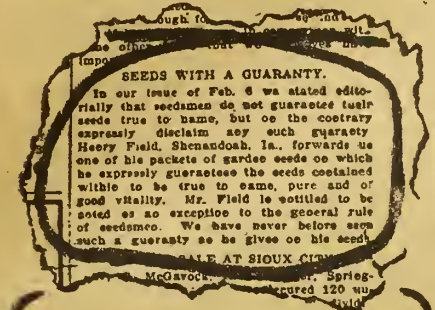 SEEDS WITH A GUARANTY.
In our issue of Feb. 6 we stated edito-
rially that seedsmen do not guarantee their
seeds true to name, but on the contrary
expressly disclaim any such guaranty
Henry Field, Shenandoah, Ia., forwards us
one of his packets of garden seeds on which
he expressly guarantees the seeds contained
within to be true to name, pure and of
good vitality. Mr. Field is entitled to be
noted as an exception to the general rule
of seedsmen. We have never before seen
such a guaranty as he gives on his seeds
SALE AT SIOUX CITY
McGavock, Sprieg-
secured 120